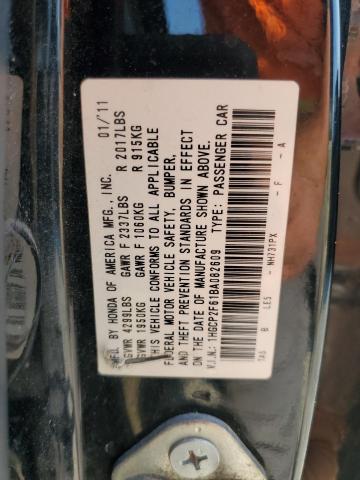 MFD. BY HONDA OF AMERICA MFG., INC. 01/11
GVWR 4299LBS GAWR F 2337LBS R 2017LBS
GVWR 1950KG GAWR F 1060KG R 915KG
THIS VEHICLE CONFORMS TO ALL APPLICABLE
FEDERAL MOTOR VEHICLE SAFETY, BUMPER,
AND THEFT PREVENTION STANDARDS IN EFFECT
ON THE DATE OF MANUFACTURE SHOWN ABOVE.
V.I.N.: 1HGCP2F61BA082609 TYPE: PASSENGER CAR
B LE5 NH731PX - F - A